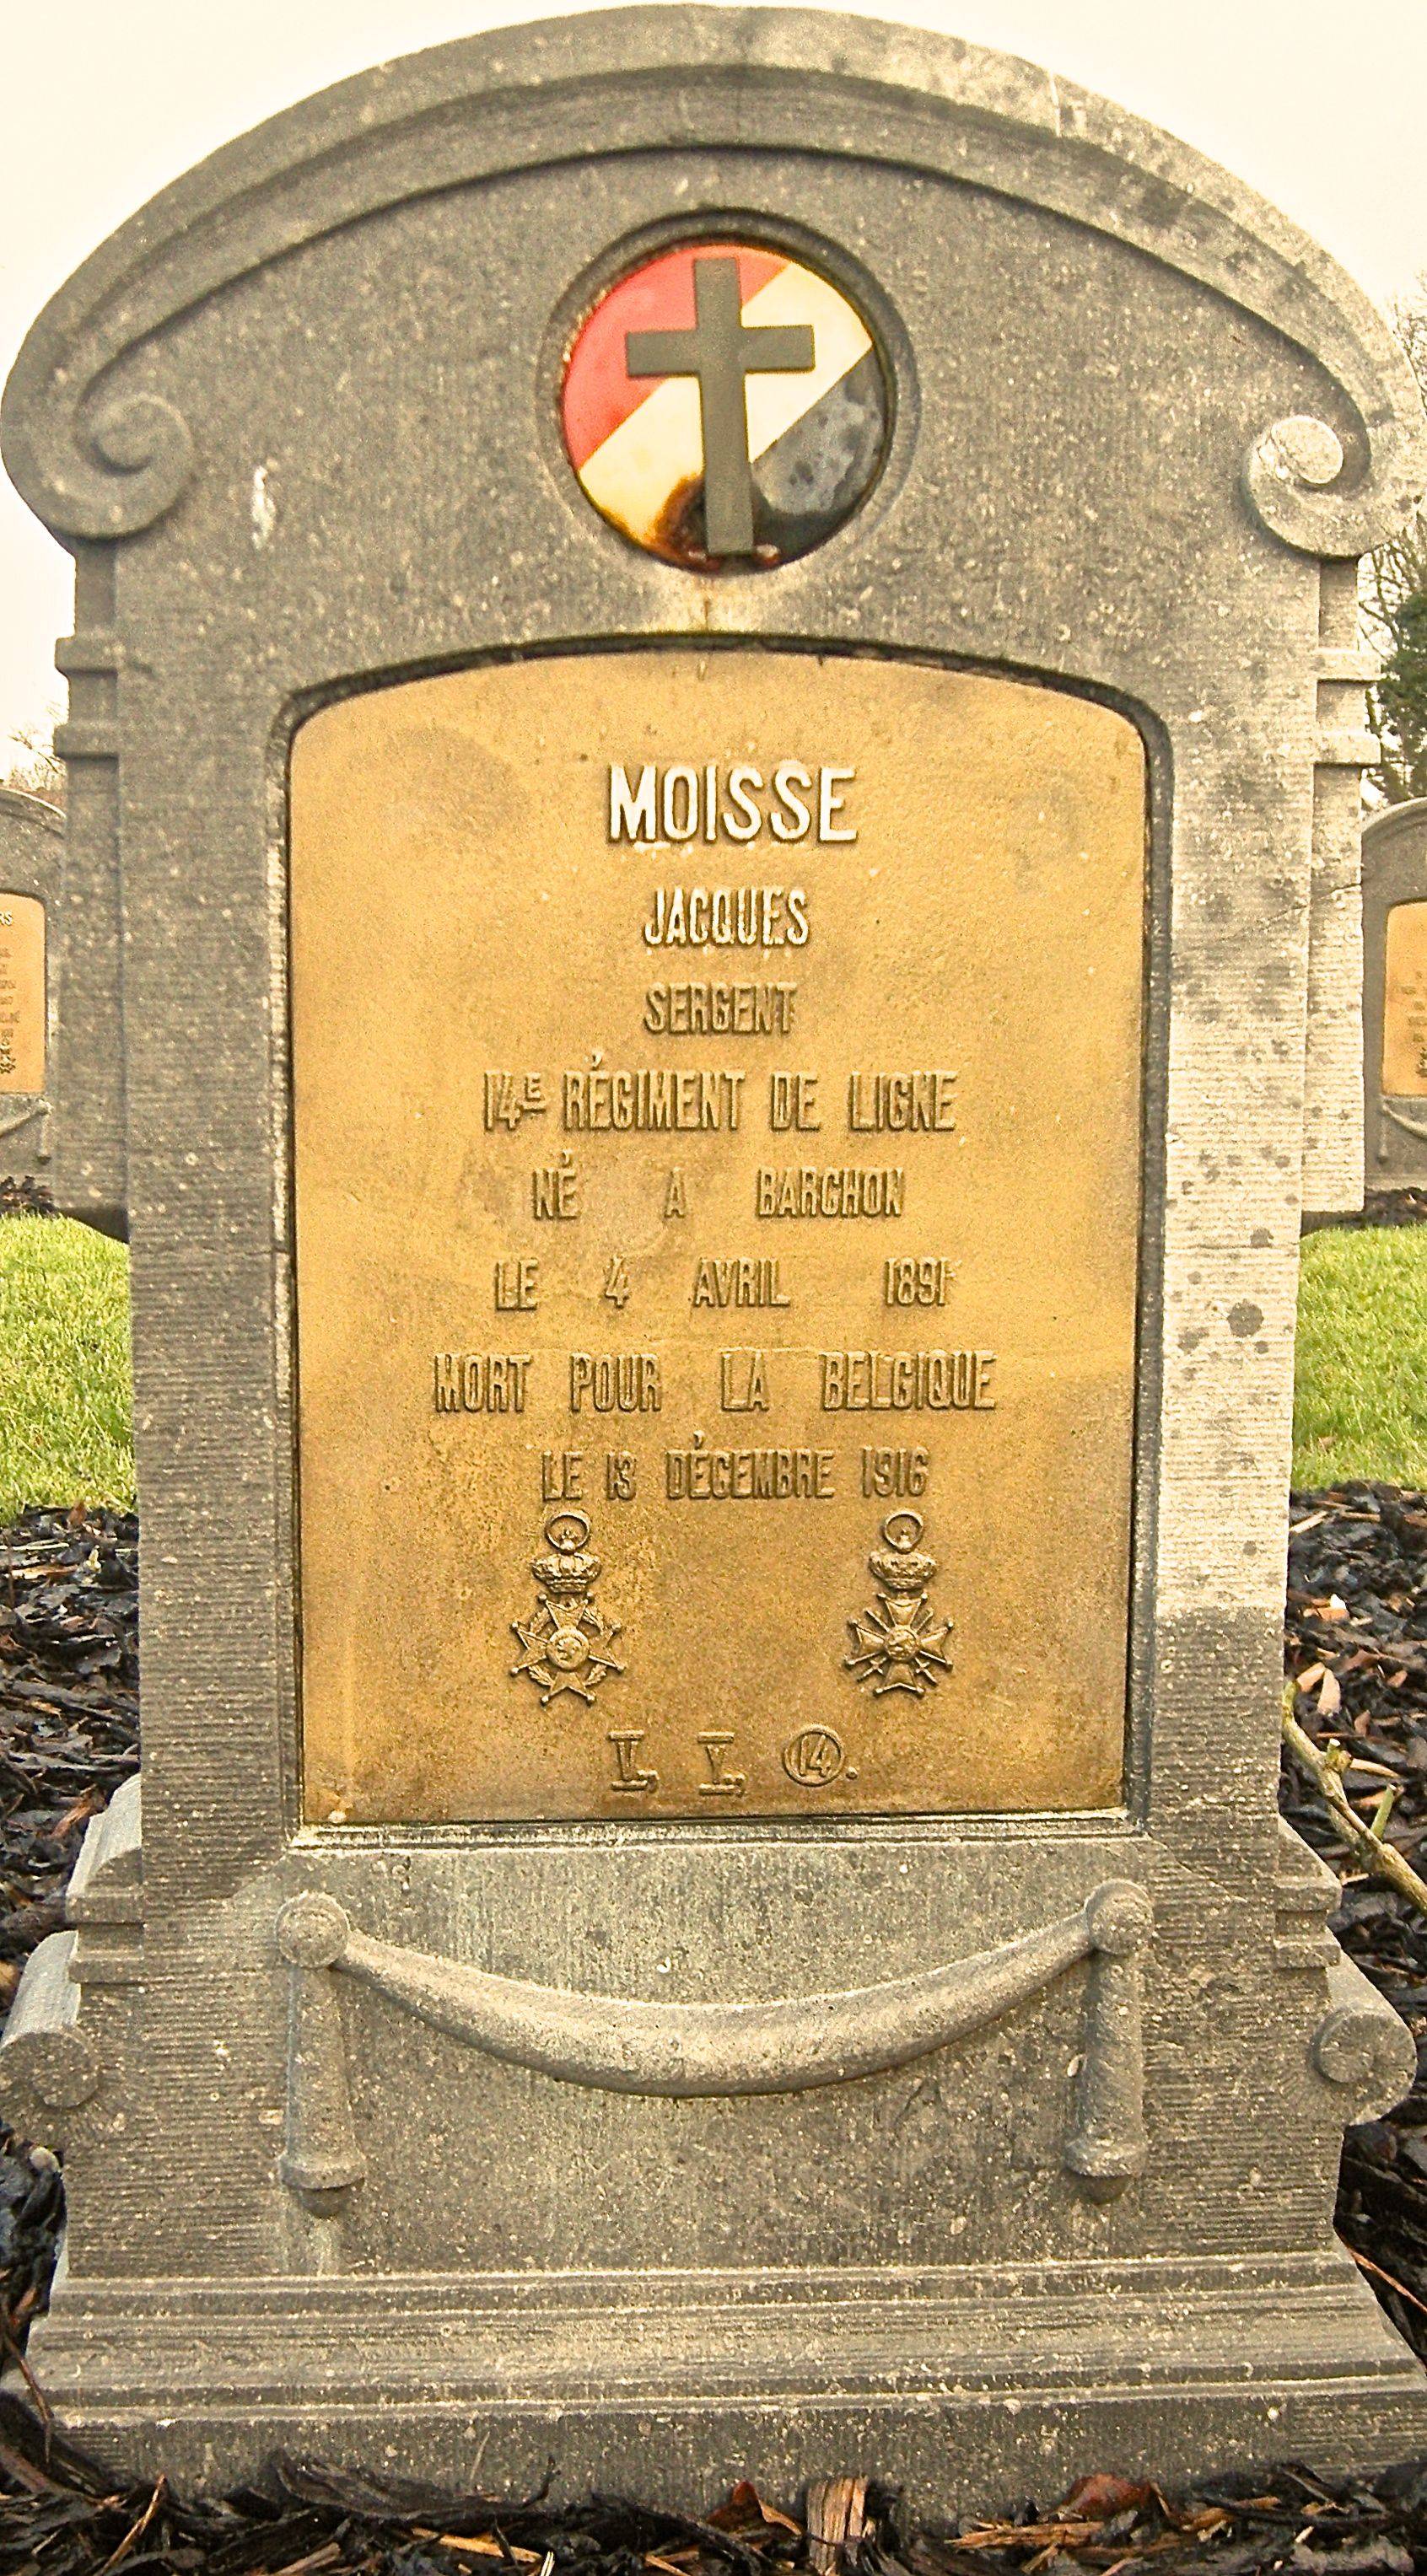 MOISSE
JACQUES
SERGENT
14E RÉGIMENT DE LIGNE
NÉ A BARCHON
LE 4 AVRIL 1891
MORT POUR LA BELGIQUE
LE 13 DÉCEMBRE 1916
I, I, 14.
RS